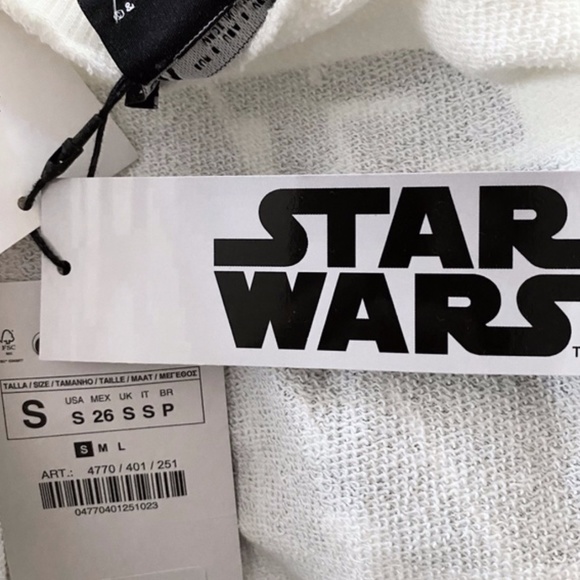 &
STAR
WARS
T
FSC
TALLA / SIZE / TAMANHO / TAILLE / MAAT / ΜΕΓΕΘΟΣ
S
USA MEX UK IT BR
S 26 S S P
S M L
ART.: 4770 / 401 / 251
04770401251023